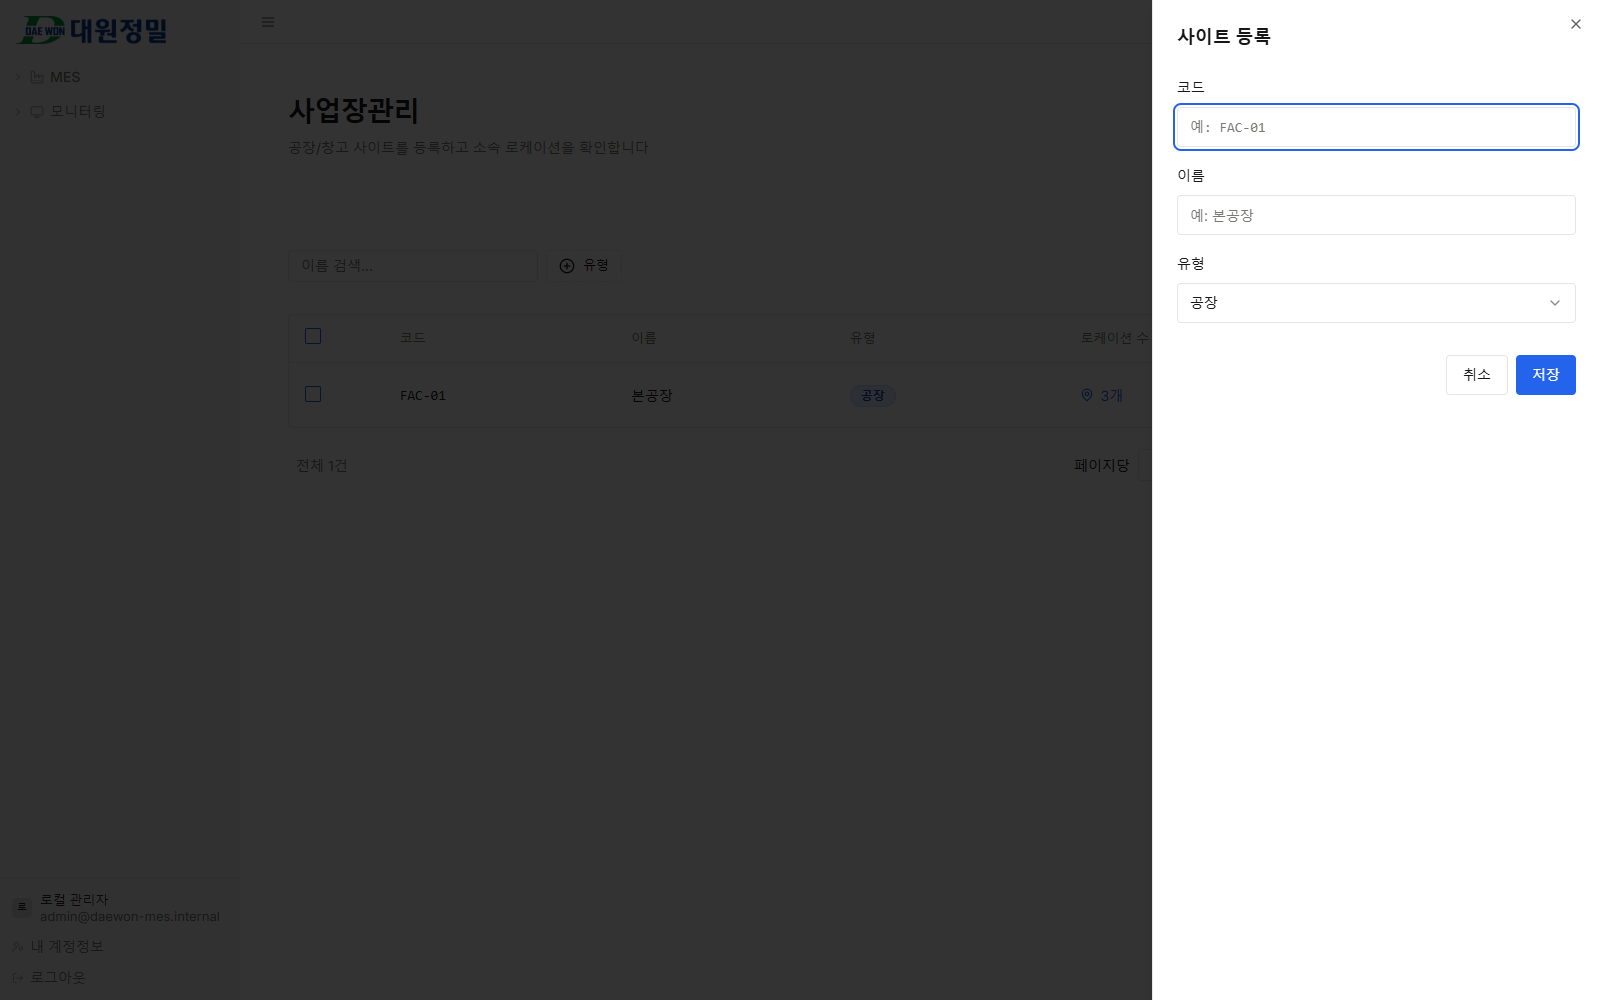 DAE WON 대원정밀
MES
모니터링
사업장관리
공장/창고 사이트를 등록하고 소속 로케이션을 확인합니다
이름 검색...
유형
코드 이름 유형 로케이션 수
FAC-01 본공장 공장 3개
전체 1건
페이지당
로
로컬 관리자
admin@daewon-mes.internal
내 계정정보
로그아웃
사이트 등록
코드
예: FAC-01
이름
예: 본공장
유형
공장
취소 저장